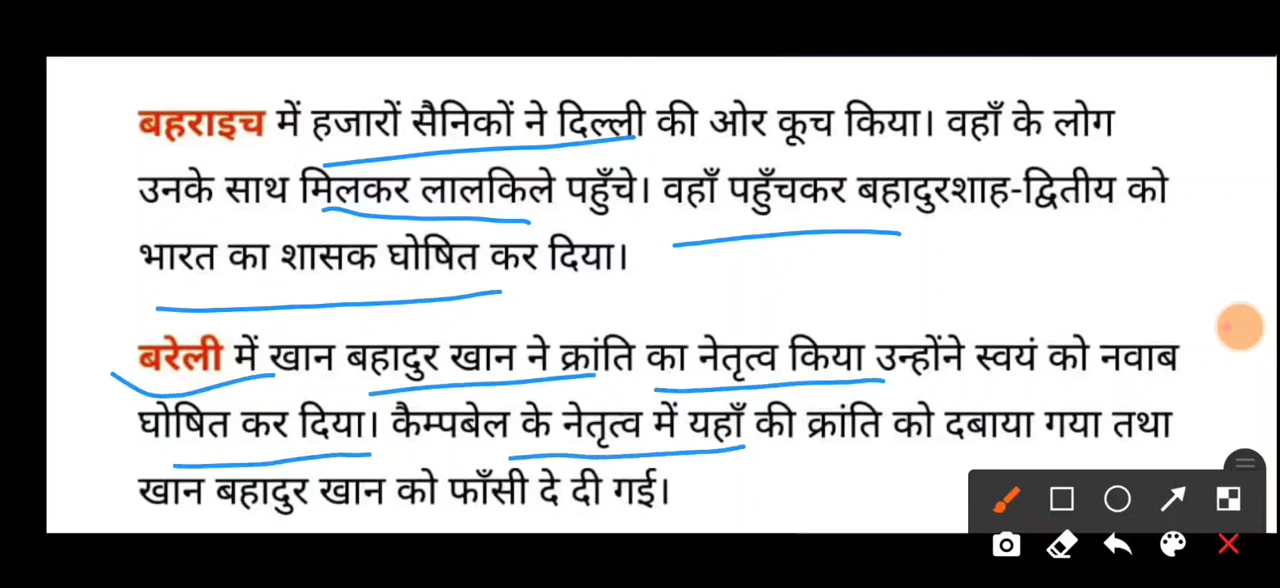 बहराइच में हजारों सैनिकों ने दिल्ली की ओर कूच किया। वहाँ के लोग
उनके साथ मिलकर लालकिले पहुँचे। वहाँ पहुँचकर बहादुरशाह-द्वितीय को
भारत का शासक घोषित कर दिया।
बरेली में खान बहादुर खान ने क्रांति का नेतृत्व किया उन्होंने स्वयं को नवाब
घोषित कर दिया। कैम्पबेल के नेतृत्व में यहाँ की क्रांति को दबाया गया तथा
खान बहादुर खान को फाँसी दे दी गई।